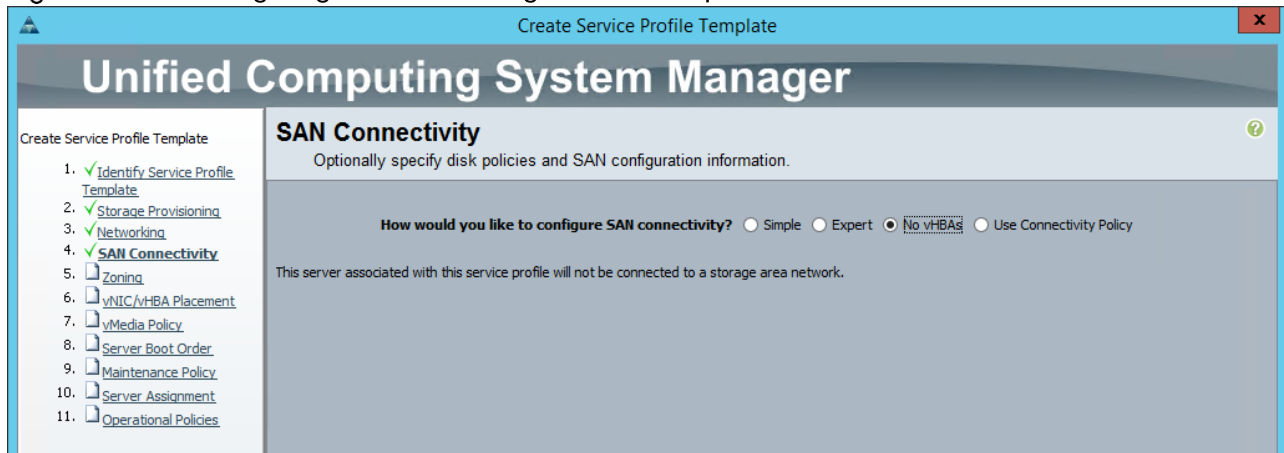 Create Service Profile Template
X
Unified Computing System Manager
Create Service Profile Template
1. Identify Service Profile
Template
2. Storage Provisioning
3. Networking
4. SAN Connectivity
5. Zoning
6. vNIC/vHBA Placement
7. vMedia Policy
8. Server Boot Order
9. Maintenance Policy
10. Server Assignment
11. Operational Policies
SAN Connectivity
?
Optionally specify disk policies and SAN configuration information.
How would you like to configure SAN connectivity? Simple Expert No vHBAs Use Connectivity Policy
This server associated with this service profile will not be connected to a storage area network.